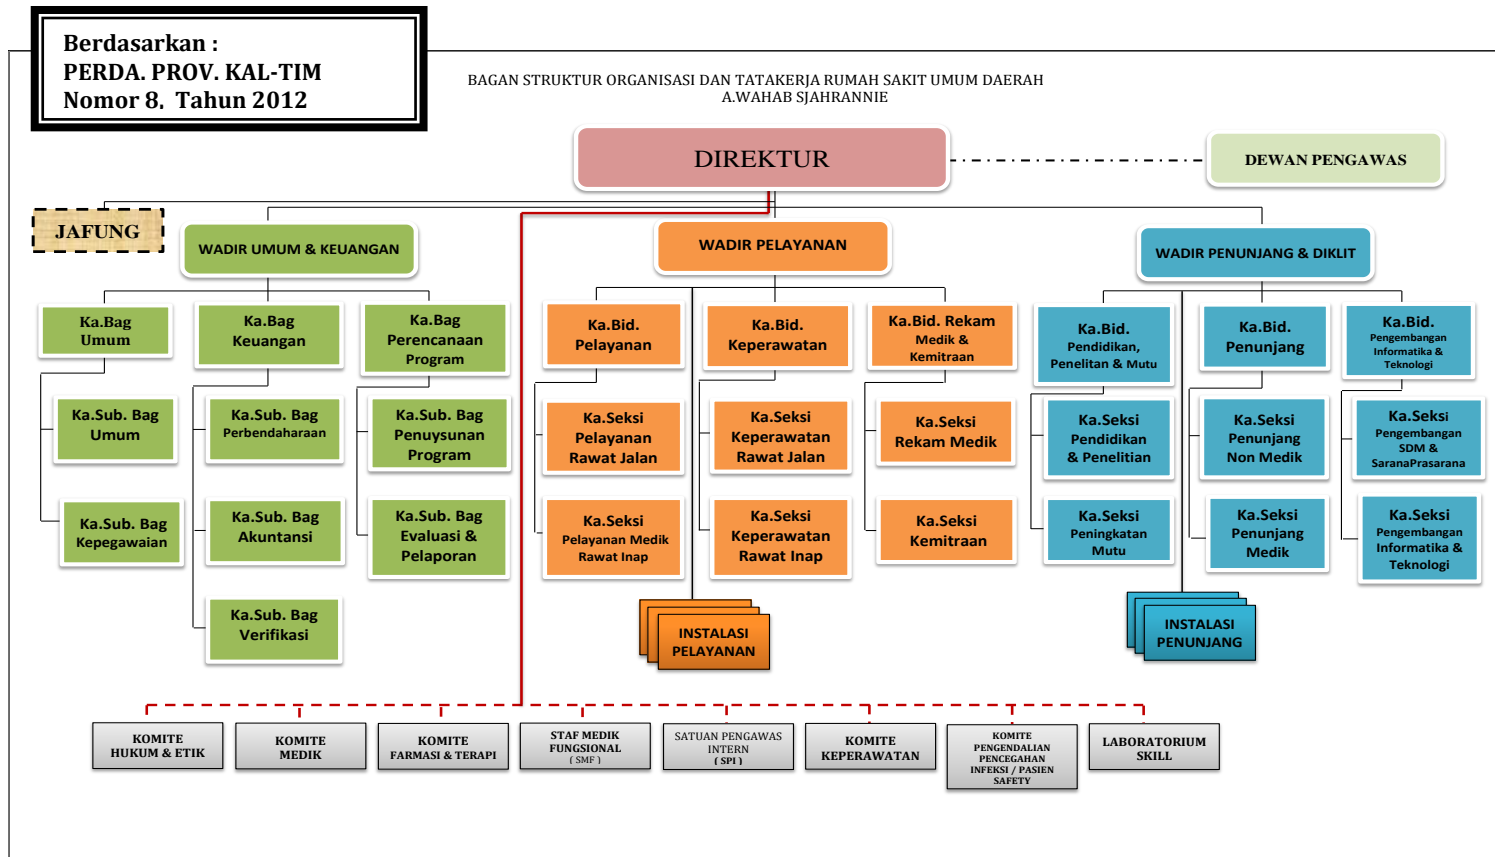 Berdasarkan :
PERDA. PROV. KAL-TIM
Nomor 8. Tahun 2012
BAGAN STRUKTUR ORGANISASI DAN TATAKERJA RUMAH SAKIT UMUM DAERAH
A.WAHAB SJAHRANNIE
DIREKTUR
DEWAN PENGAWAS
JAFUNG
WADIR UMUM & KEUANGAN
WADIR PELAYANAN
WADIR PENUNJANG & DIKLIT
Ka.Bag
Umum
Ka.Bag
Keuangan
Ka.Bag
Perencanaan
Program
Ka.Bid.
Pelayanan
Ka.Bid.
Keperawatan
Ka.Bid. Rekam
Medik &
Kemitraan
Ka.Bid.
Pendidikan,
Penelitan & Mutu
Ka.Bid.
Penunjang
Ka.Bid.
Pengembangan
Informatika &
Teknologi
Ka.Sub. Bag
Umum
Ka.Sub. Bag
Perbendaharaan
Ka.Sub. Bag
Penuysunan
Program
Ka.Seksi
Pelayanan
Rawat Jalan
Ka.Seksi
Keperawatan
Rawat Jalan
Ka.Seksi
Rekam Medik
Ka.Seksi
Pendidikan
& Penelitian
Ka.Seksi
Penunjang
Non Medik
Ka.Seksi
Pengembangan
SDM &
SaranaPrasarana
Ka.Sub. Bag
Kepegawaian
Ka.Sub. Bag
Akuntansi
Ka.Sub. Bag
Evaluasi &
Pelaporan
Ka.Seksi
Pelayanan Medik
Rawat Inap
Ka.Seksi
Keperawatan
Rawat Inap
Ka.Seksi
Kemitraan
Ka.Seksi
Peningkatan
Mutu
Ka.Seksi
Penunjang
Medik
Ka.Seksi
Pengembangan
Informatika &
Teknologi
Ka.Sub. Bag
Verifikasi
INSTALASI
PELAYANAN
INSTALASI
PENUNJANG
KOMITE
HUKUM & ETIK
KOMITE
MEDIK
KOMITE
FARMASI & TERAPI
STAF MEDIK
FUNGSIONAL
( SMF )
SATUAN PENGAWAS
INTERN
( SPI )
KOMITE
KEPERAWATAN
KOMITE
PENGENDALIAN
PENCEGAHAN
INFEKSI / PASIEN
SAFETY
LABORATORIUM
SKILL